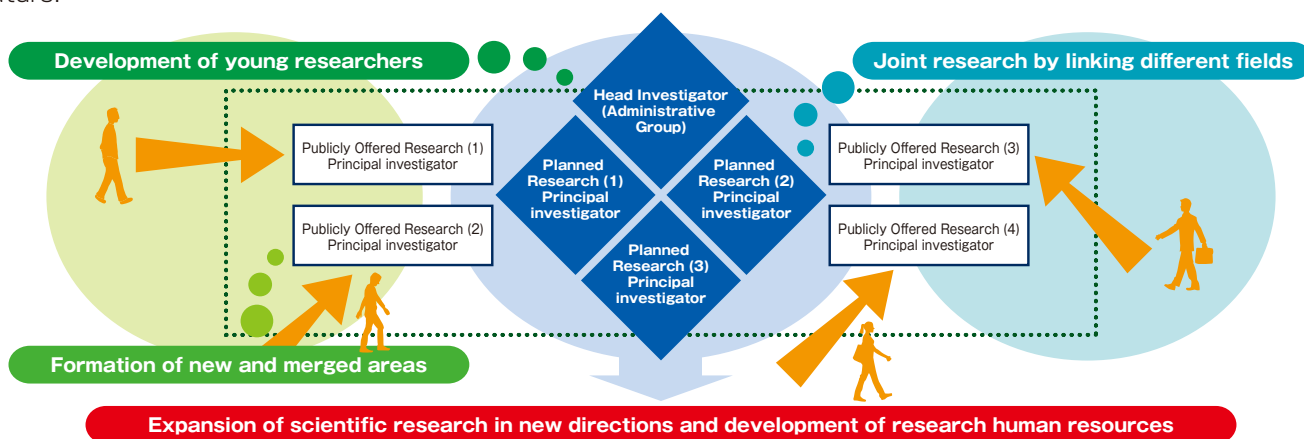 ature.
Development of young researchers
Joint research by linking different fields
Head Investigator
(Administrative
Group)
Publicly Offered Research (1)
Principal investigator
Planned
Research (1)
Principal
investigator
Planned
Research (2)
Principal
investigator
Publicly Offered Research (3)
Principal investigator
Publicly Offered Research (2)
Principal investigator
Planned
Research (3)
Principal
investigator
Publicly Offered Research (4)
Principal investigator
Formation of new and merged areas
Expansion of scientific research in new directions and development of research human resources